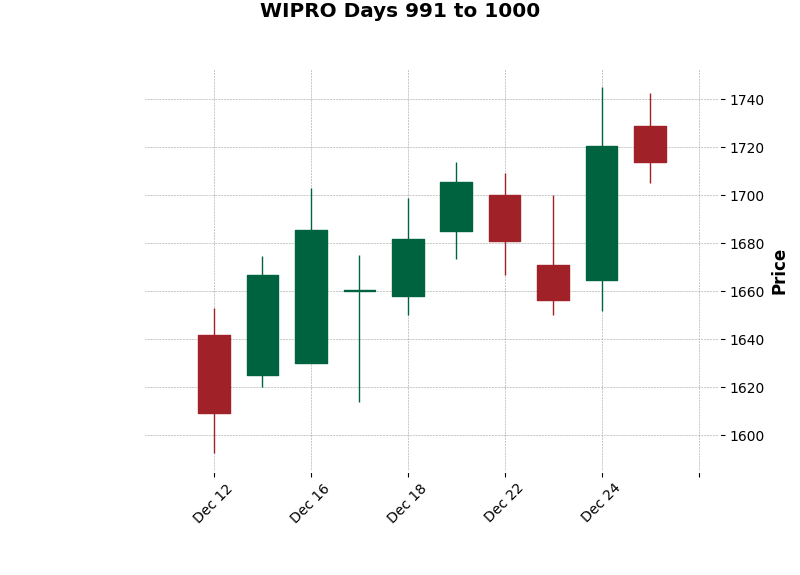 WIPRO Days 991 to 1000
1740
1720
1700
1680
1660
1640
1620
1600
Price
Dec 12
Dec 16
Dec 18
Dec 22
Dec 24